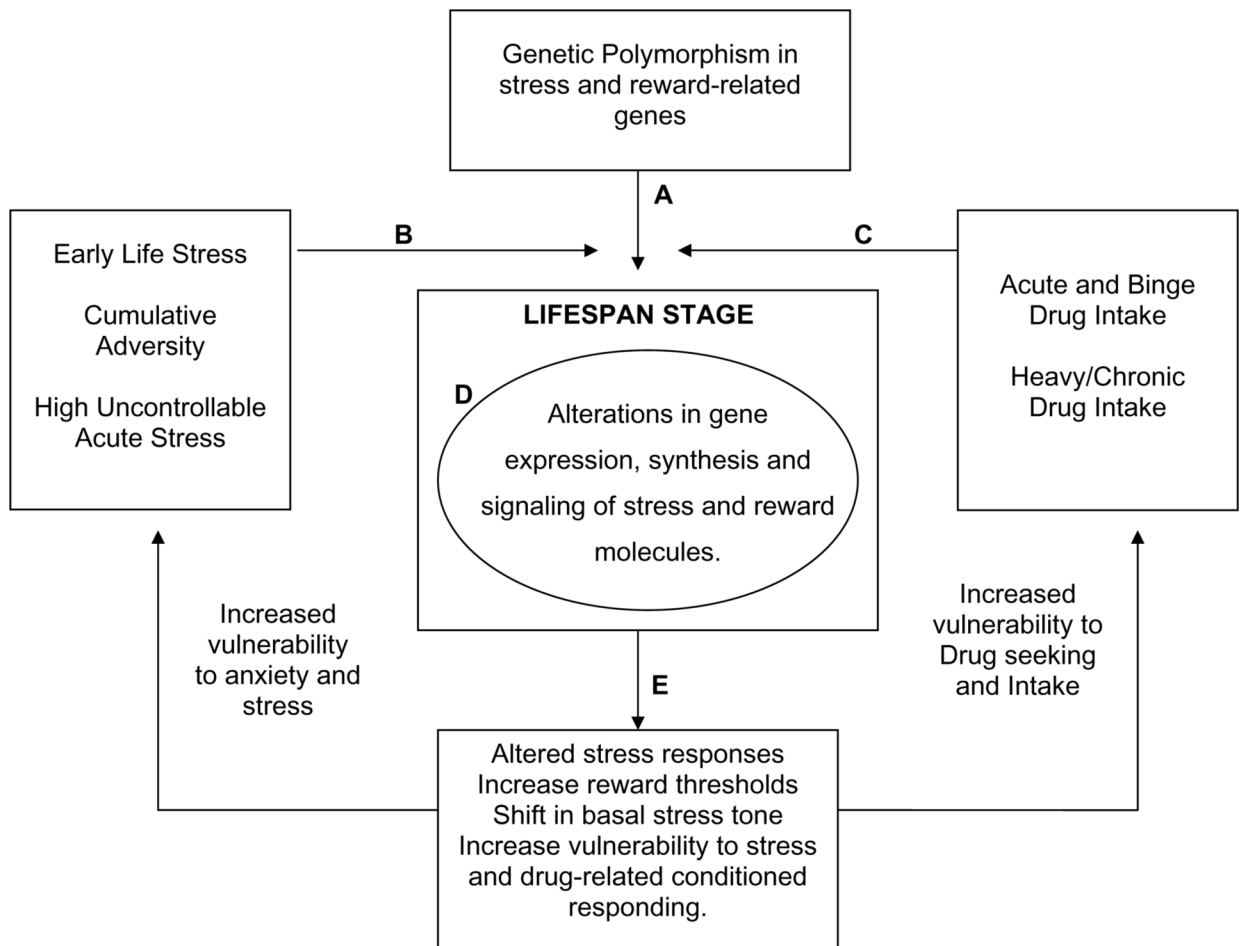 Genetic Polymorphism in
stress and reward-related
genes
A
B
C
Early Life Stress
Cumulative
Adversity
High Uncontrollable
Acute Stress
Acute and Binge
Drug Intake
Heavy/Chronic
Drug Intake
LIFESPAN STAGE
D
Alterations in gene
expression, synthesis and
signaling of stress and reward
molecules.
Increased
vulnerability
to anxiety and
stress
E
Increased
vulnerability to
Drug seeking
and Intake
Altered stress responses
Increase reward thresholds
Shift in basal stress tone
Increase vulnerability to stress
and drug-related conditioned
responding.